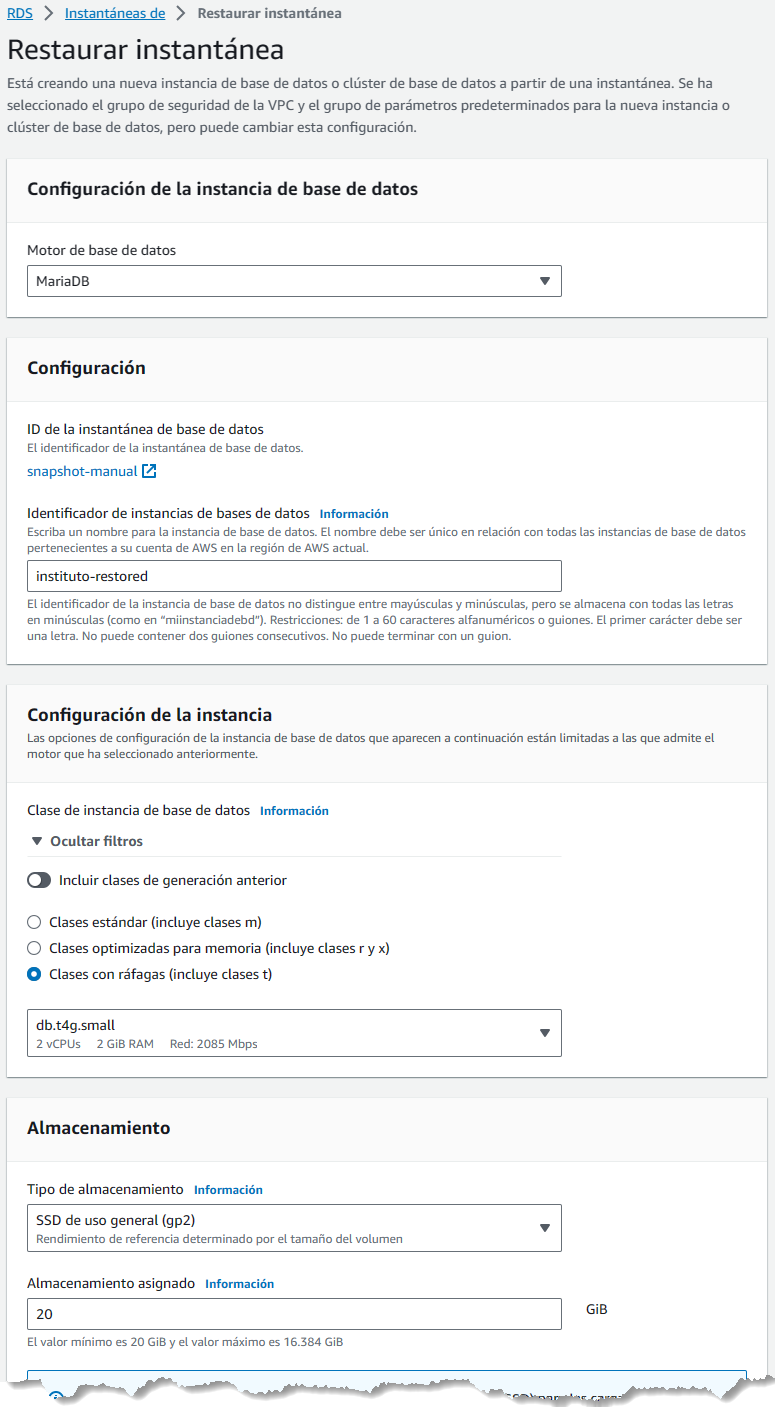 RDS > Instantáneas de > Restaurar instantánea
Restaurar instantánea
Está creando una nueva instancia de base de datos o clúster de base de datos a partir de una instantánea. Se ha
seleccionado el grupo de seguridad de la VPC y el grupo de parámetros predeterminados para la nueva instancia o
clúster de base de datos, pero puede cambiar esta configuración.
Configuración de la instancia de base de datos
Motor de base de datos
MariaDB
Configuración
ID de la instantánea de base de datos
El identificador de la instantánea de base de datos.
snapshot-manual
Identificador de instancias de bases de datos Información
Escriba un nombre para la instancia de base de datos. El nombre debe ser único en relación con todas las instancias de base de datos
pertenecientes a su cuenta de AWS en la región de AWS actual.
instituto-restored
El identificador de la instancia de base de datos no distingue entre mayúsculas y minúsculas, pero se almacena con todas las letras
en minúsculas (como en “miinstanciadebd”). Restricciones: de 1 a 60 caracteres alfanuméricos o guiones. El primer carácter debe ser
una letra. No puede contener dos guiones consecutivos. No puede terminar con un guion.
Configuración de la instancia
Las opciones de configuración de la instancia de base de datos que aparecen a continuación están limitadas a las que admite el
motor que ha seleccionado anteriormente.
Clase de instancia de base de datos Información
Ocultar filtros
Incluir clases de generación anterior
Clases estándar (incluye clases m)
Clases optimizadas para memoria (incluye clases r y x)
Clases con ráfagas (incluye clases t)
db.t4g.small
2 vCPUs 2 GiB RAM Red: 2085 Mbps
Almacenamiento
Tipo de almacenamiento Información
SSD de uso general (gp2)
Rendimiento de referencia determinado por el tamaño del volumen
Almacenamiento asignado Información
20
GiB
El valor mínimo es 20 GiB y el valor máximo es 16.384 GiB